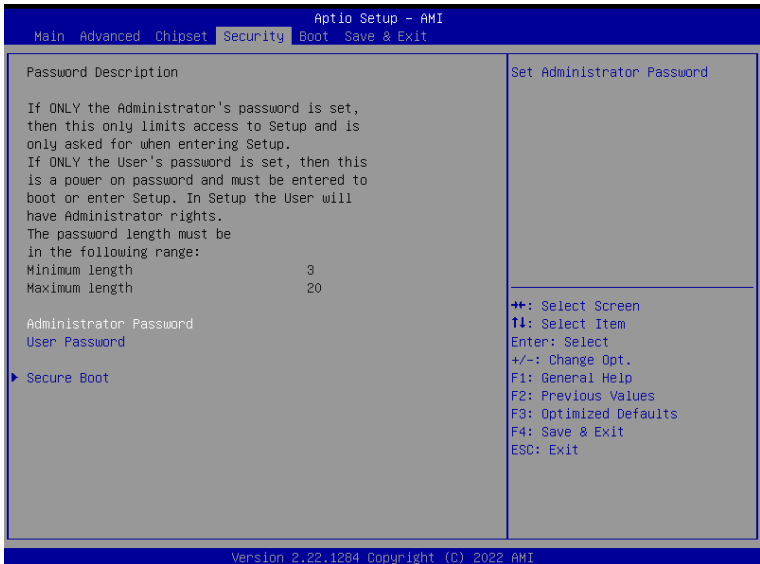 Aptio Setup – AMI
Main Advanced Chipset Security Boot Save & Exit
Password Description
If ONLY the Administrator's password is set,
then this only limits access to Setup and is
only asked for when entering Setup.
If ONLY the User's password is set, then this
is a power on password and must be entered to
boot or enter Setup. In Setup the User will
have Administrator rights.
The password length must be
in the following range:
Minimum length 3
Maximum length 20
Administrator Password
User Password
Secure Boot
Set Administrator Password
→←: Select Screen
↑↓: Select Item
Enter: Select
+/-: Change Opt.
F1: General Help
F2: Previous Values
F3: Optimized Defaults
F4: Save & Exit
ESC: Exit
Version 2.22.1284 Copyright (C) 2022 AMI